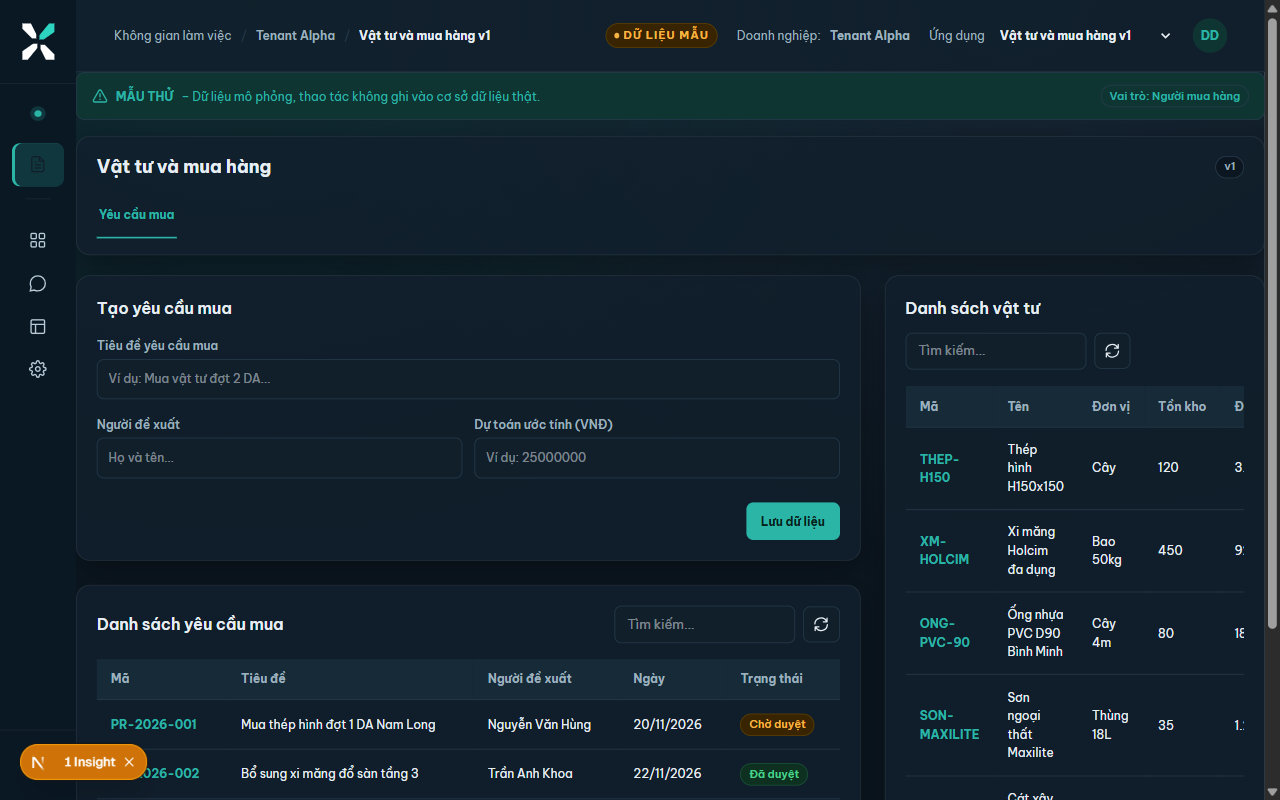 Không gian làm việc / Tenant Alpha / Vật tư và mua hàng v1
DỮ LIỆU MẪU
Doanh nghiệp: Tenant Alpha
Ứng dụng Vật tư và mua hàng v1
DD
MẪU THỬ – Dữ liệu mô phỏng, thao tác không ghi vào cơ sở dữ liệu thật.
Vai trò: Người mua hàng
Vật tư và mua hàng
v1
Yêu cầu mua
Tạo yêu cầu mua
Tiêu đề yêu cầu mua
Ví dụ: Mua vật tư đợt 2 DA...
Người đề xuất
Dự toán ước tính (VNĐ)
Họ và tên...
Ví dụ: 25000000
Lưu dữ liệu
Danh sách yêu cầu mua
Tìm kiếm...
Mã Tiêu đề Người đề xuất Ngày Trạng thái
PR-2026-001 Mua thép hình đợt 1 DA Nam Long Nguyễn Văn Hùng 20/11/2026 Chờ duyệt
026-002 Bổ sung xi măng đổ sàn tầng 3 Trần Anh Khoa 22/11/2026 Đã duyệt
Danh sách vật tư
Tìm kiếm...
Mã Tên Đơn vị Tồn kho Đ
THEP-
H150
Thép
hình
H150x150
Cây
120
3.
XM-
HOLCIM
Xi măng
Holcim
đa dụng
Bao
50kg
450
ONG-
PVC-90
Ống nhựa
PVC D90
Bình Minh
Cây
4m
80
18
SON-
MAXILITE
Sơn
ngoại
thất
Maxilite
Thùng
18L
35
1.
Cát xây
N 1 Insight